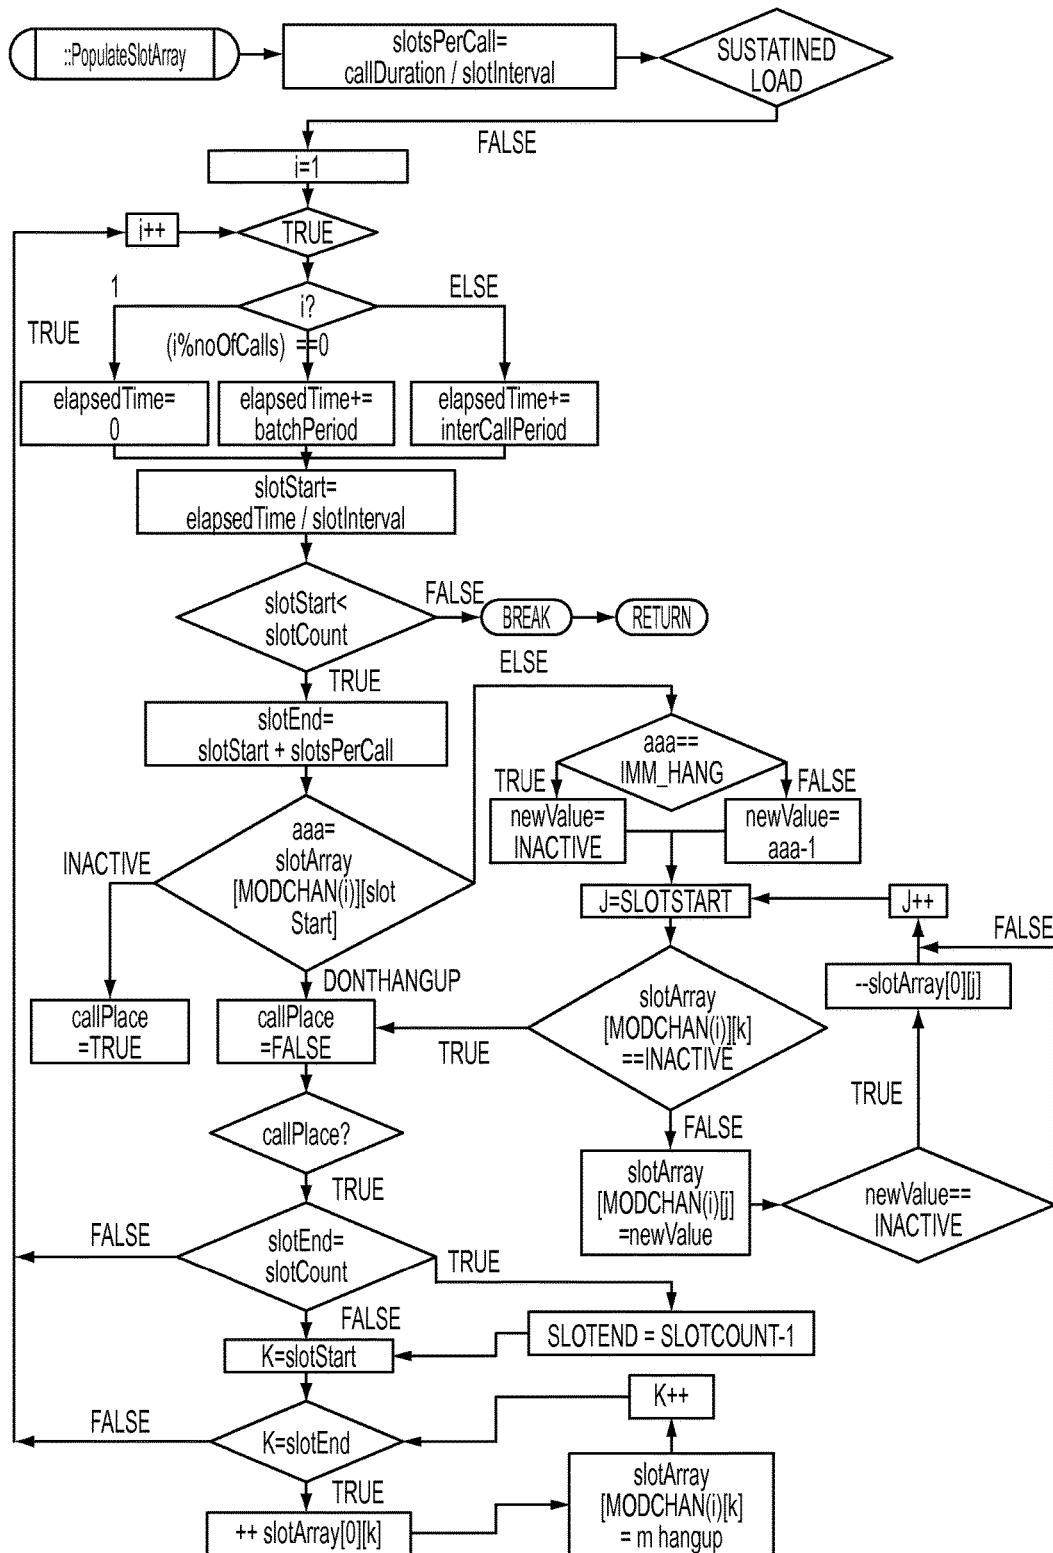 ::PopulateSlotArray
slotsPerCall=
callDuration / slotInterval
SUSTATINED
LOAD
FALSE
i=1
i++
TRUE
1
i?
ELSE
TRUE
(i%noOfCalls) ==0
elapsedTime=
0
elapsedTime+=
batchPeriod
elapsedTime+=
interCallPeriod
slotStart=
elapsedTime / slotInterval
slotStart<
slotCount
FALSE
BREAK
RETURN
TRUE
ELSE
slotEnd=
slotStart + slotsPerCall
aaa==
IMM_HANG
TRUE
FALSE
newValue=
INACTIVE
newValue=
aaa-1
aaa=
slotArray
[MODCHAN(i)][slot
Start]
INACTIVE
J=SLOTSTART
J++
FALSE
--slotArray[0][j]
DONTHANGUP
callPlace
=TRUE
callPlace
=FALSE
TRUE
slotArray
[MODCHAN(i)][k]
==INACTIVE
TRUE
callPlace?
FALSE
TRUE
slotArray
[MODCHAN(i)[j]
=newValue
newValue==
INACTIVE
FALSE
slotEnd=
slotCount
TRUE
FALSE
SLOTEND = SLOTCOUNT-1
K=slotStart
K++
FALSE
K=slotEnd
TRUE
++ slotArray[0][k]
slotArray
[MODCHAN(i)[k]
= m hangup